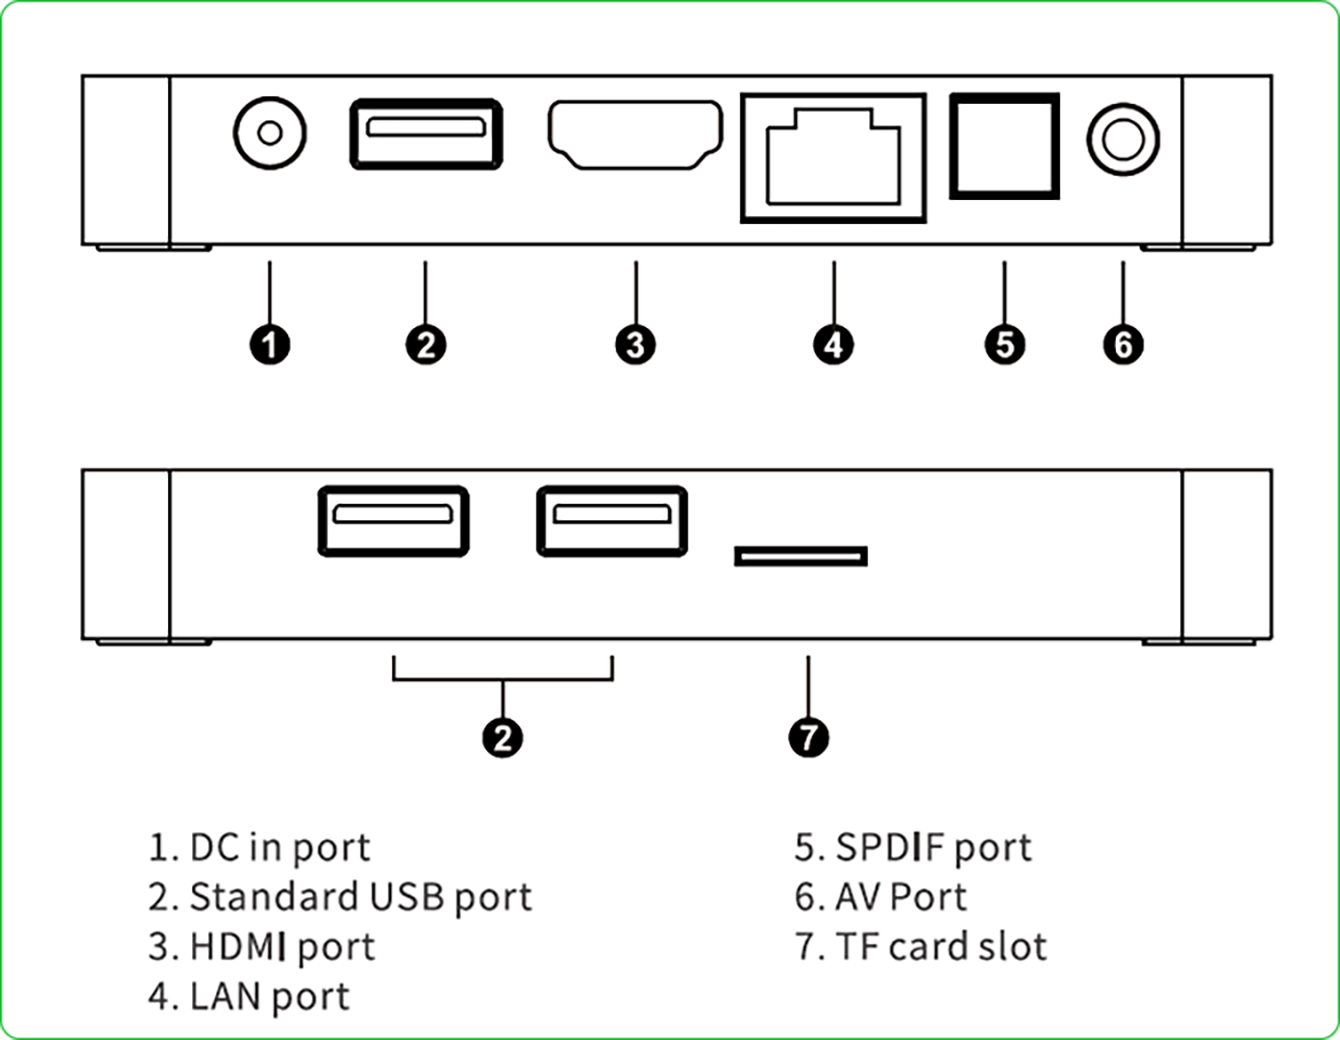 1 2 3 4 5 6
2 7
1. DC in port
2. Standard USB port
3. HDMI port
4. LAN port
5. SPDIF port
6. AV Port
7. TF card slot